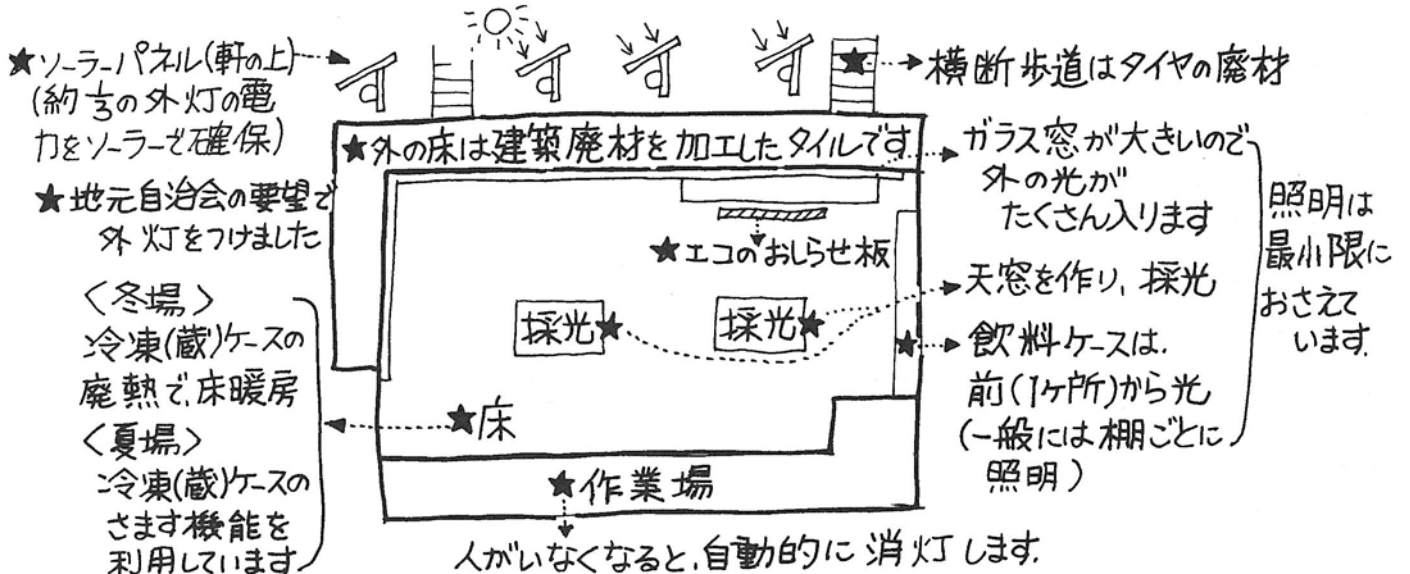 ★ソーラーパネル(軒の上)
(約1/3の外灯の電
力をソーラーで確保)
★地元自治会の要望で
外灯をつけました
〈冬場〉
冷凍(蔵)ケースの
廃熱で、床暖房
〈夏場〉
冷凍(蔵)ケースの
さます機能を
利用しています
★横断歩道はタイヤの廃材
★外の床は建築廃材を加工したタイルです
★エコのおしらせ板
採光★
採光★
★床
★作業場
人がいなくなると、自動的に消灯します.
ガラス窓が大きいので
外の光が
たくさん入ります
天窓を作り、採光
★飲料ケースは、
前(1ヶ所)から光
(一般には棚ごとに
照明)
照明は
最小限に
おさえて
います.